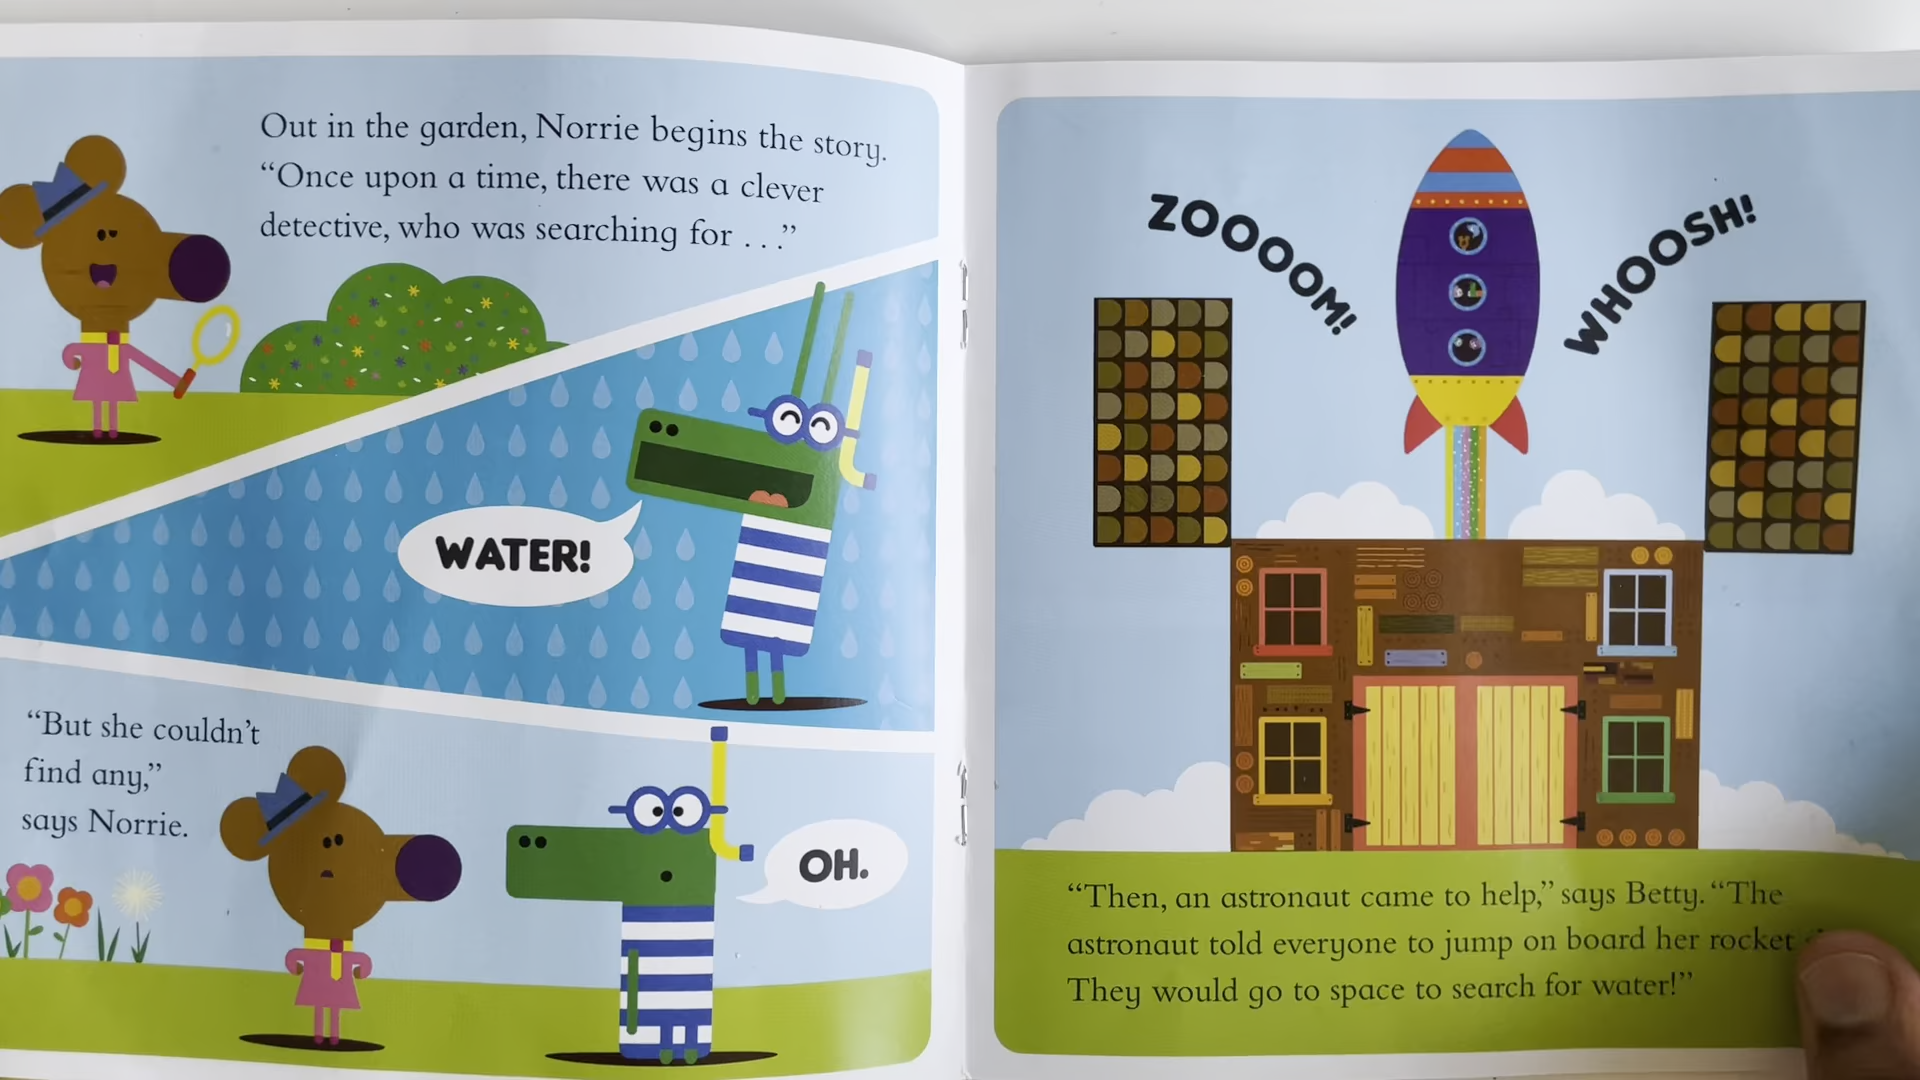 Out in the garden, Norrie begins the story.
“Once upon a time, there was a clever
detective, who was searching for . . .”
WATER!
“But she couldn’t
find any,”
says Norrie.
OH.
ZOOOOM!
WHOOSH!
“Then, an astronaut came to help,” says Betty. “The
astronaut told everyone to jump on board her rocket
They would go to space to search for water!”